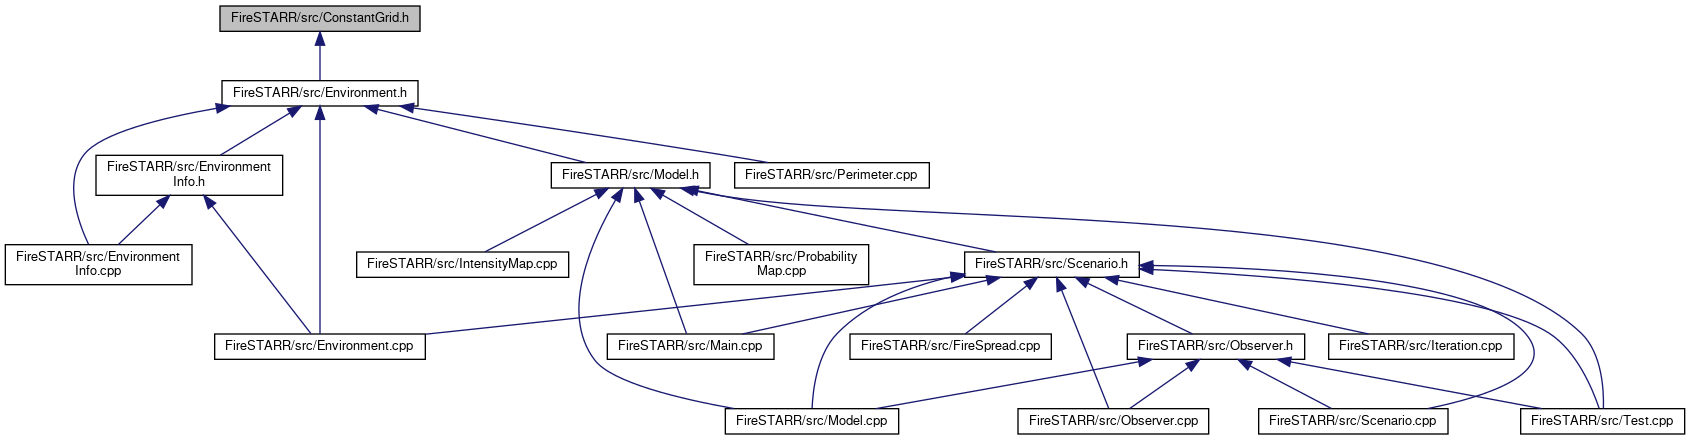 FireSTARR/src/ConstantGrid.h
FireSTARR/src/Environment.h
FireSTARR/src/Environment
Info.h
FireSTARR/src/Model.h
FireSTARR/src/Perimeter.cpp
FireSTARR/src/Environment
Info.cpp
FireSTARR/src/IntensityMap.cpp
FireSTARR/src/Probability
Map.cpp
FireSTARR/src/Scenario.h
FireSTARR/src/Environment.cpp
FireSTARR/src/Main.cpp
FireSTARR/src/FireSpread.cpp
FireSTARR/src/Observer.h
FireSTARR/src/Iteration.cpp
FireSTARR/src/Model.cpp
FireSTARR/src/Observer.cpp
FireSTARR/src/Scenario.cpp
FireSTARR/src/Test.cpp